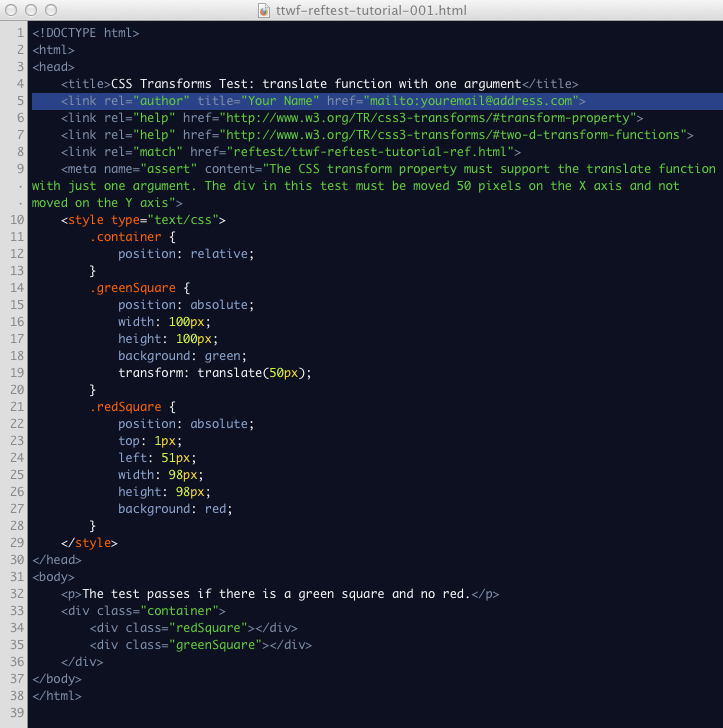 ttwf-reftest-tutorial-001.html
1 <!DOCTYPE html>
2 <html>
3 <head>
4     <title>CSS Transforms Test: translate function with one argument</title>
5     <link rel="author" title="Your Name" href="mailto:youremail@address.com">
6     <link rel="help" href="http://www.w3.org/TR/css3-transforms/#transform-property">
7     <link rel="help" href="http://www.w3.org/TR/css3-transforms/#two-d-transform-functions">
8     <link rel="match" href="reftest/ttwf-reftest-tutorial-ref.html">
9     <meta name="assert" content="The CSS transform property must support the translate function
· with just one argument. The div in this test must be moved 50 pixels on the X axis and not
· moved on the Y axis">
10     <style type="text/css">
11         .container {
12             position: relative;
13         }
14         .greenSquare {
15             position: absolute;
16             width: 100px;
17             height: 100px;
18             background: green;
19             transform: translate(50px);
20         }
21         .redSquare {
22             position: absolute;
23             top: 1px;
24             left: 51px;
25             width: 98px;
26             height: 98px;
27             background: red;
28         }
29     </style>
30 </head>
31 <body>
32     <p>The test passes if there is a green square and no red.</p>
33     <div class="container">
34         <div class="redSquare"></div>
35         <div class="greenSquare"></div>
36     </div>
37 </body>
38 </html>
39